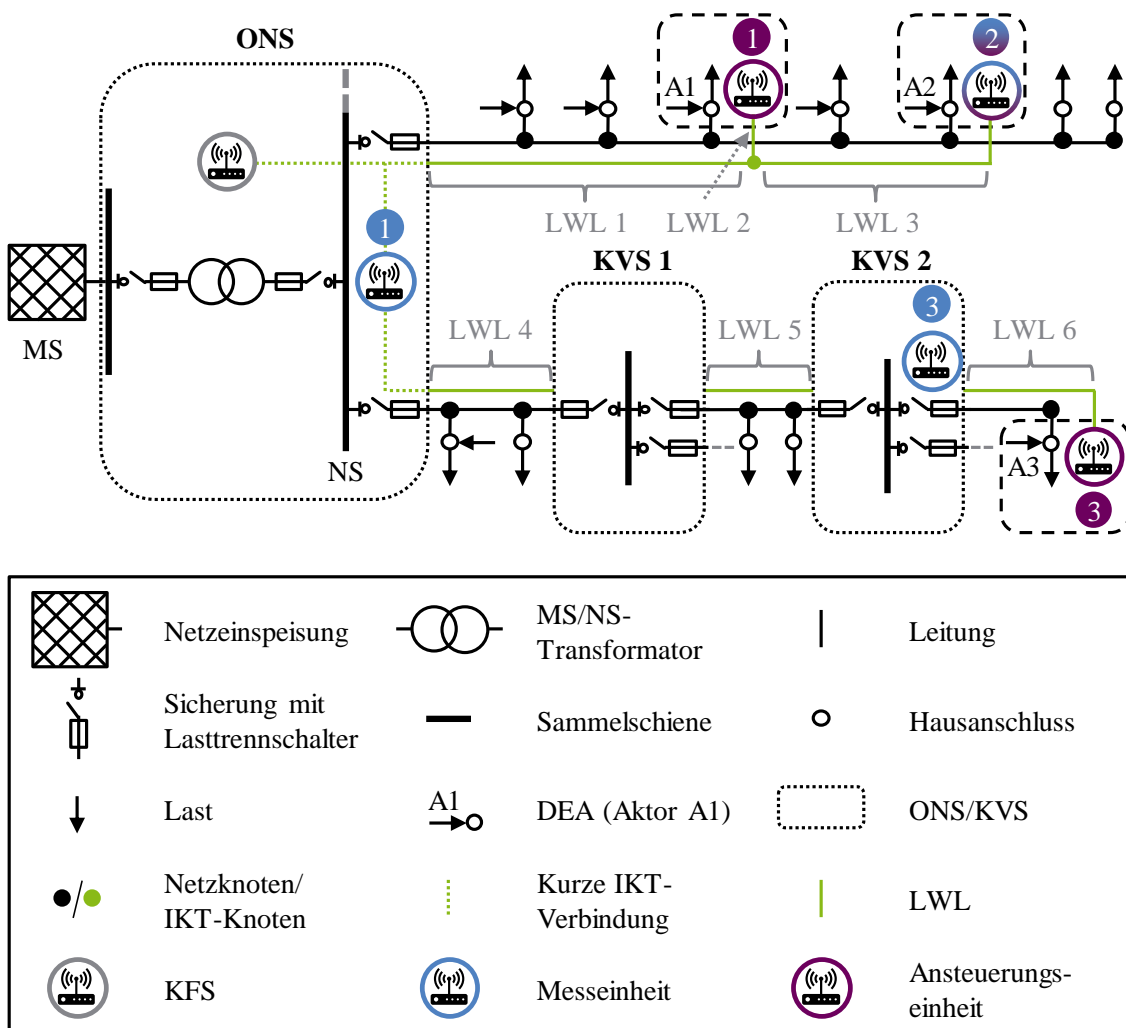 ONS
1
2
A1
A2
LWL 1
LWL 2
LWL 3
1
KVS 1
KVS 2
MS
3
LWL 4
LWL 5
LWL 6
NS
A3
3
Netzeinspeisung
MS/NS-
Transformator
Leitung
Sicherung mit
Lasttrennschalter
Sammelschiene
Hausanschluss
Last
A1
DEA (Aktor A1)
ONS/KVS
Netzknoten/
IKT-Knoten
Kurze IKT-
Verbindung
LWL
KFS
Messeinheit
Ansteuerungs-
einheit